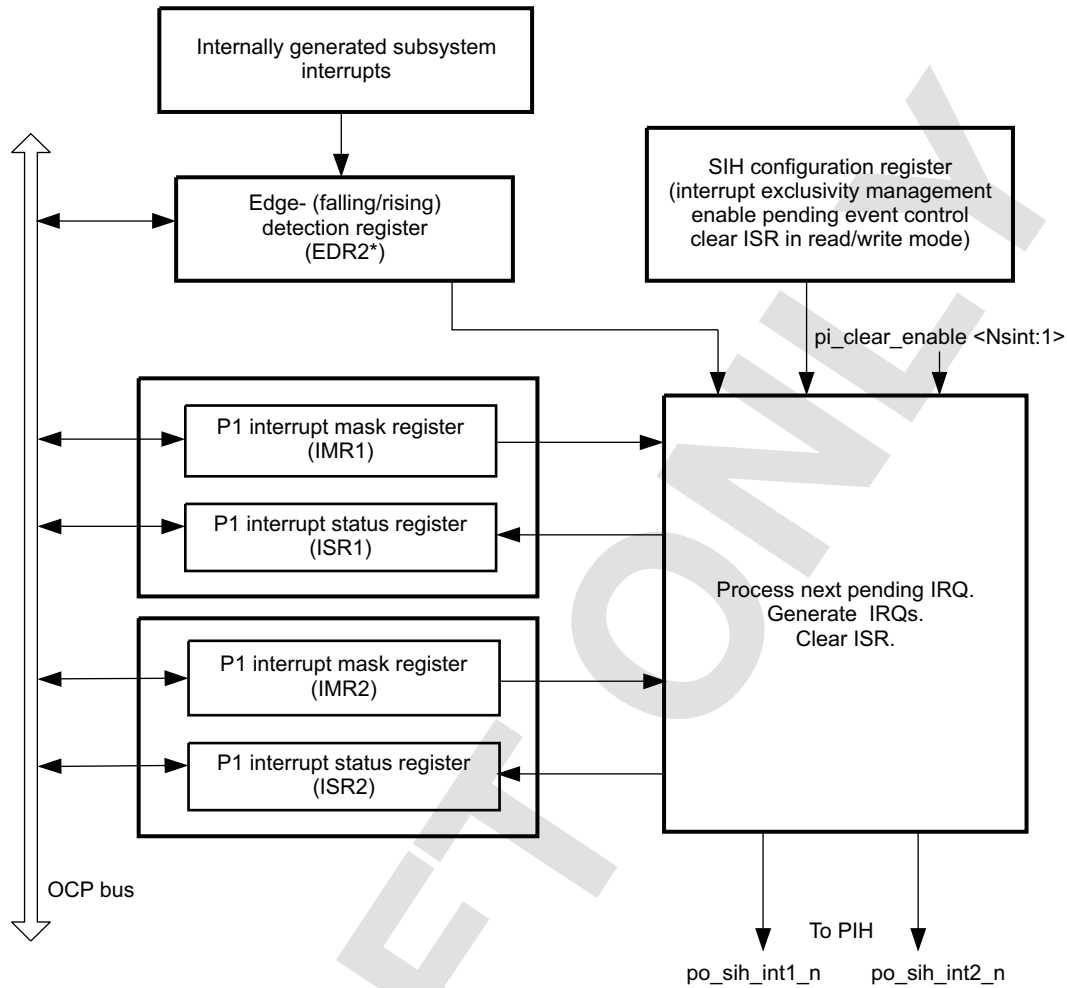 Internally generated subsystem
interrupts
SIH configuration register
(interrupt exclusivity management
enable pending event control
clear ISR in read/write mode)
Edge- (falling/rising)
detection register
(EDR2*)
pi_clear_enable <Nsint:1>
P1 interrupt mask register
(IMR1)
P1 interrupt status register
(ISR1)
Process next pending IRQ.
Generate IRQs.
Clear ISR.
P1 interrupt mask register
(IMR2)
P1 interrupt status register
(ISR2)
OCP bus
To PIH
po_sih_int1_n
po_sih_int2_n
ET ONLY